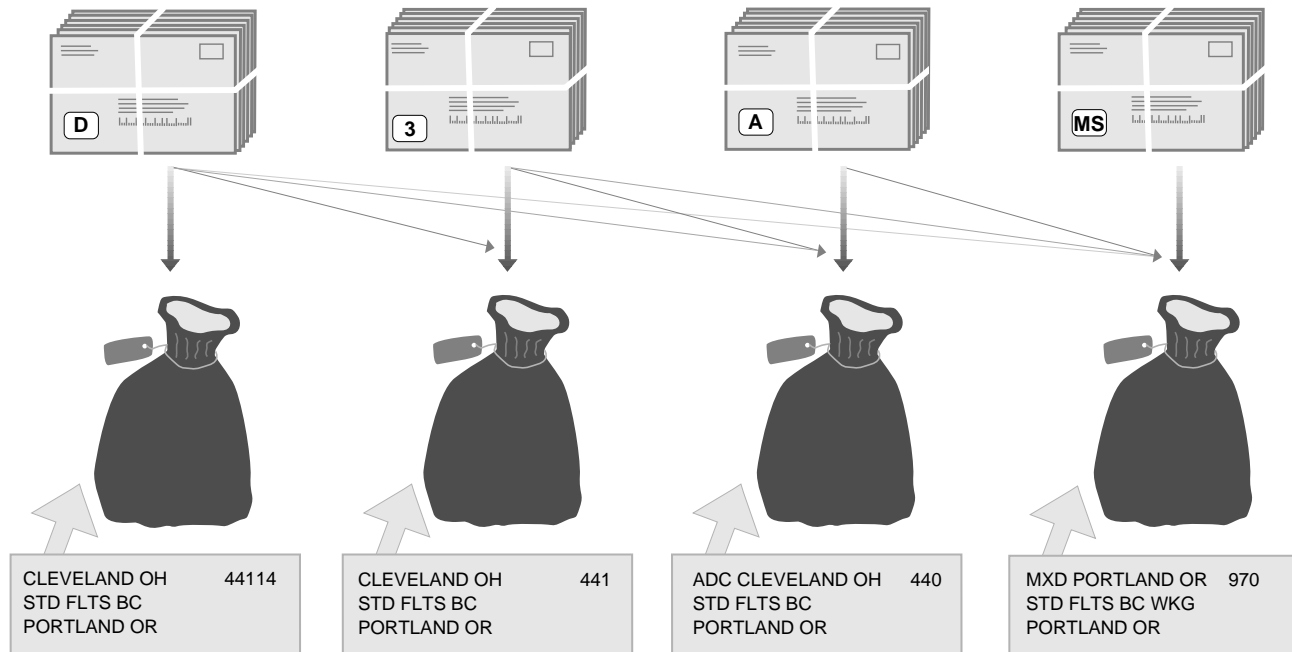 D
3
A
MS
CLEVELAND OH 44114
STD FLTS BC
PORTLAND OR
CLEVELAND OH 441
STD FLTS BC
PORTLAND OR
ADC CLEVELAND OH 440
STD FLTS BC
PORTLAND OR
MXD PORTLAND OR 970
STD FLTS BC WKG
PORTLAND OR